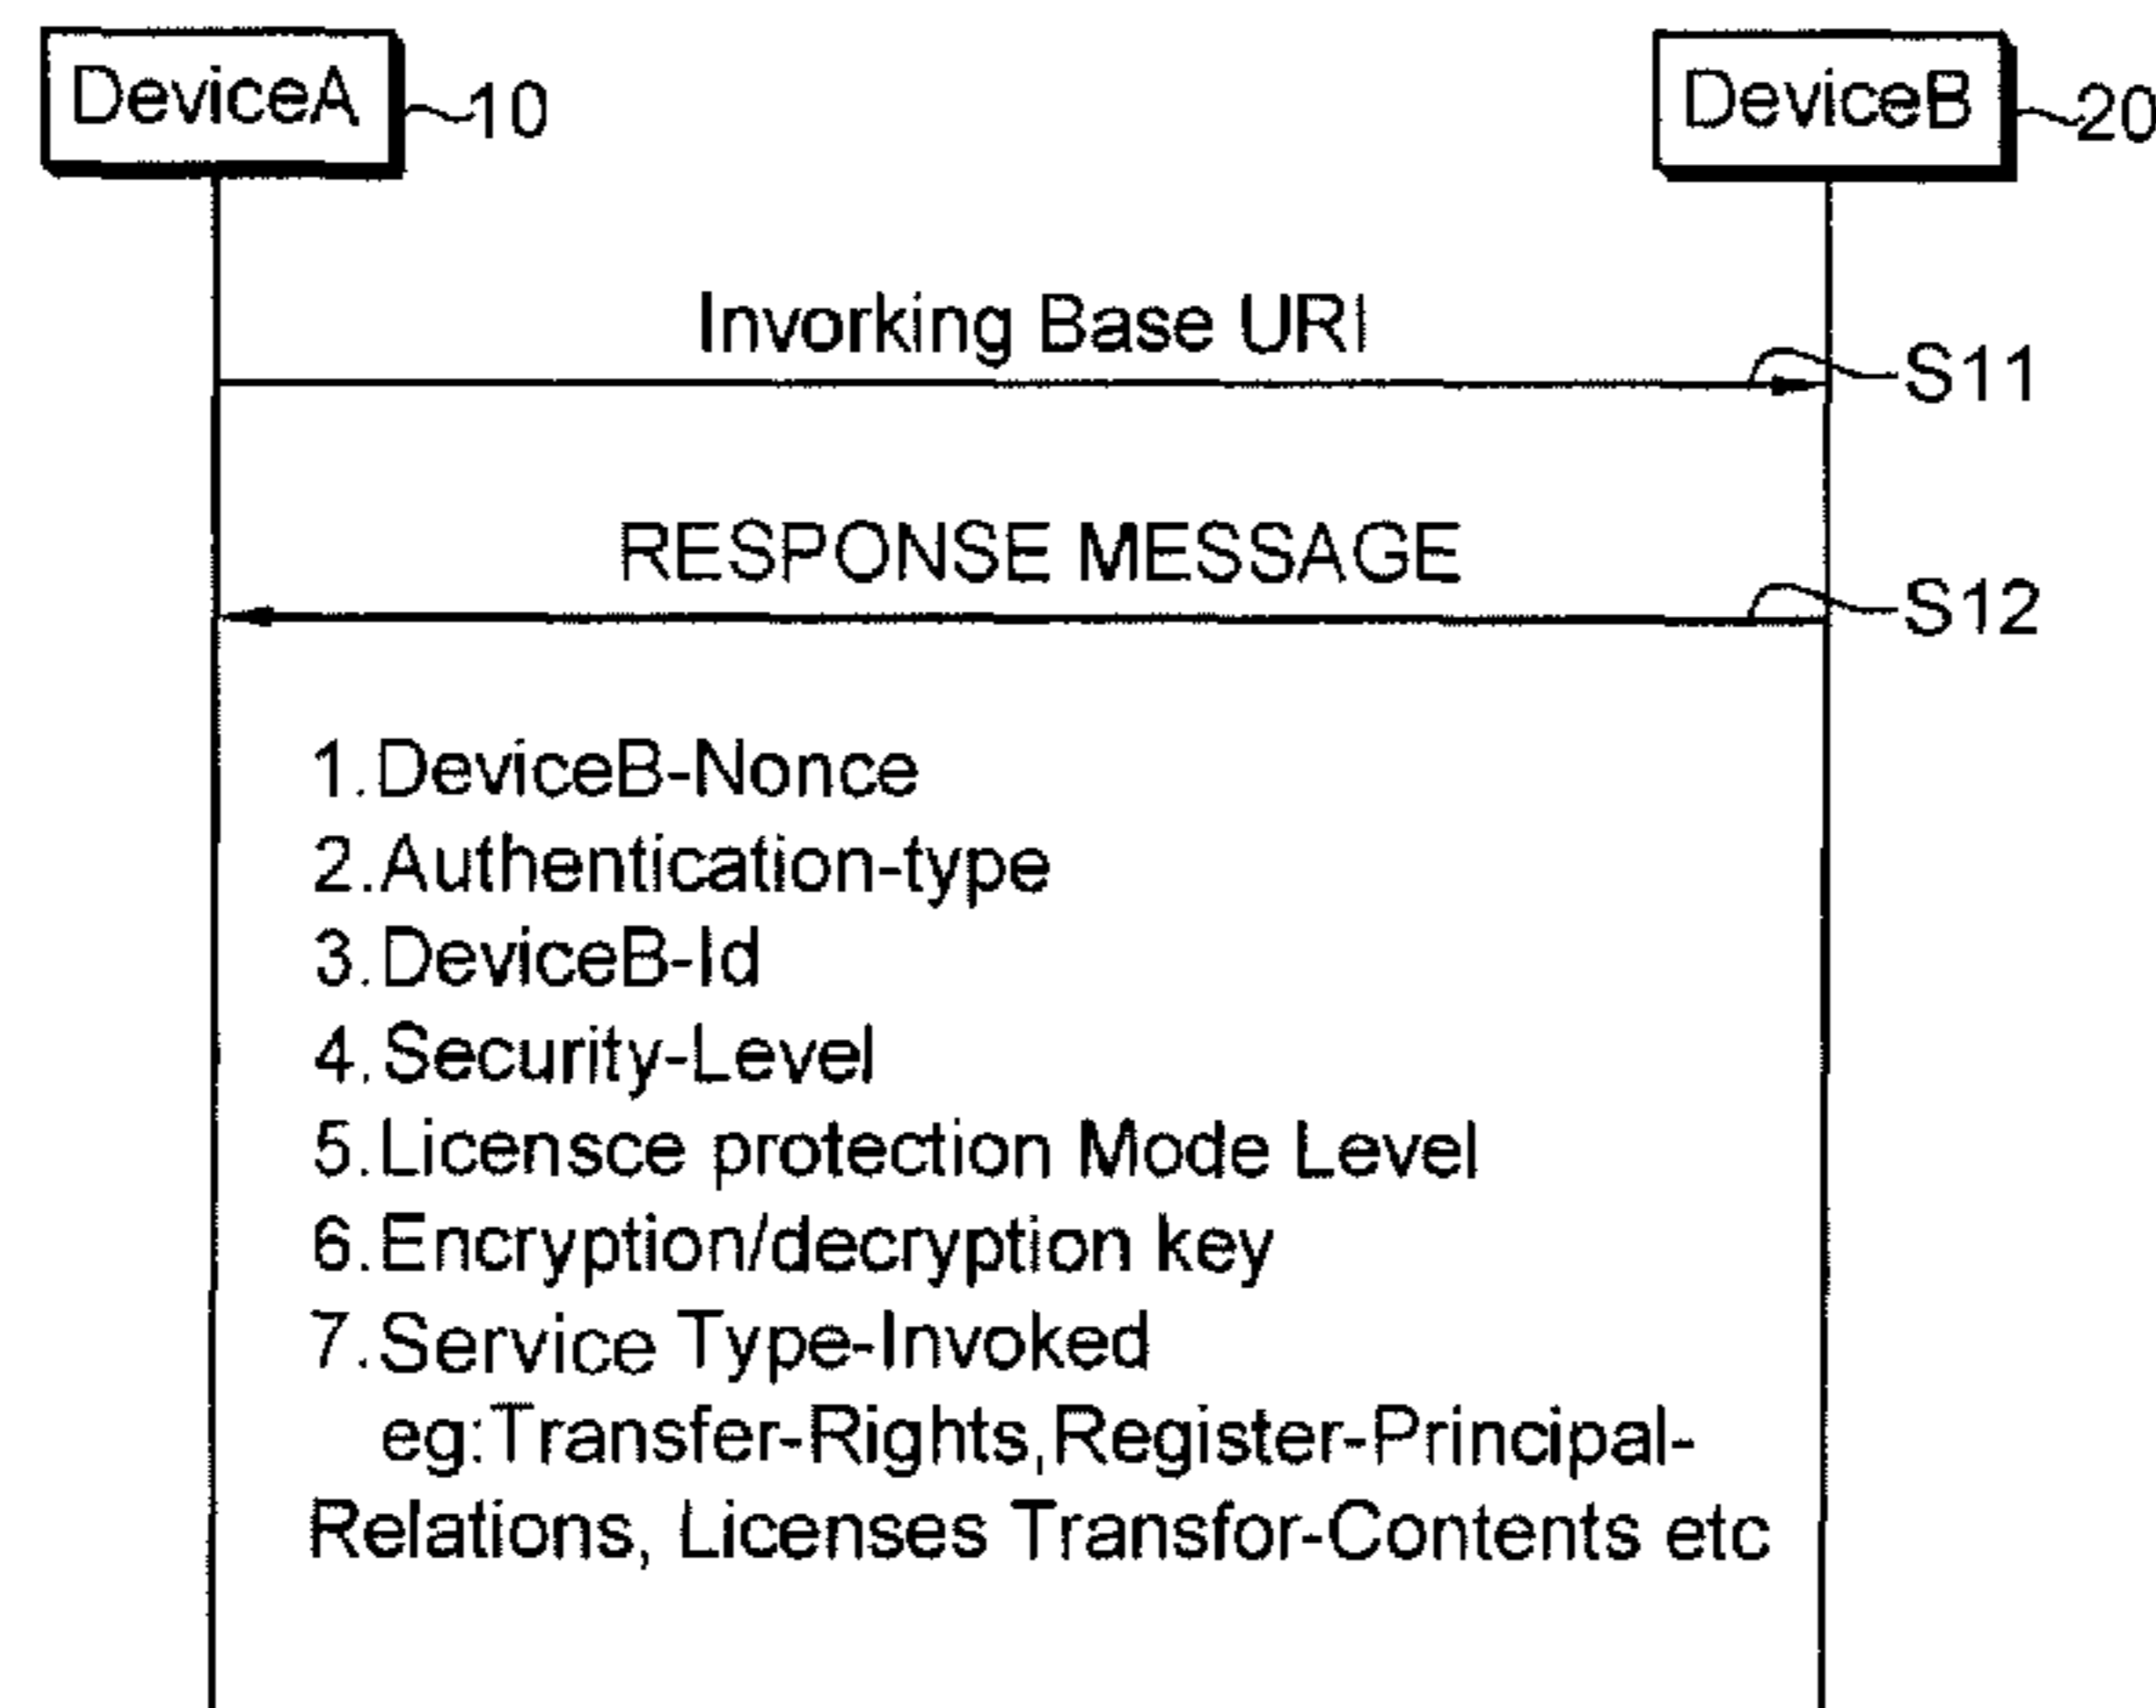 DeviceA
10
DeviceB
20
Invorking Base URI
S11
RESPONSE MESSAGE
S12
1.DeviceB-Nonce
2.Authentication-type
3.DeviceB-Id
4.Security-Level
5.Licensce protection Mode Level
6.Encryption/decryption key
7.Service Type-Invoked
eg:Transfer-Rights,Register-Principal-
Relations, Licenses Transfor-Contents etc